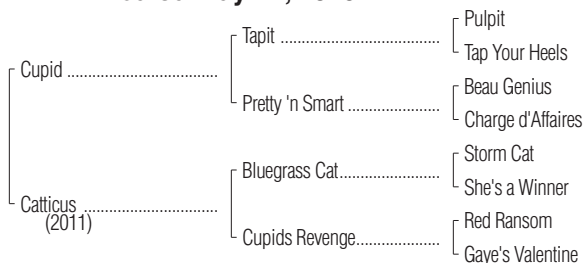 Pulpit
Tapit ........................................
Tap Your Heels
Cupid ......................................
Beau Genius
Pretty 'n Smart .......................
Charge d'Affaires
Storm Cat
Bluegrass Cat.........................
She's a Winner
Catticus ..................................
(2011)
Red Ransom
Cupids Revenge.....................
Gaye's Valentine